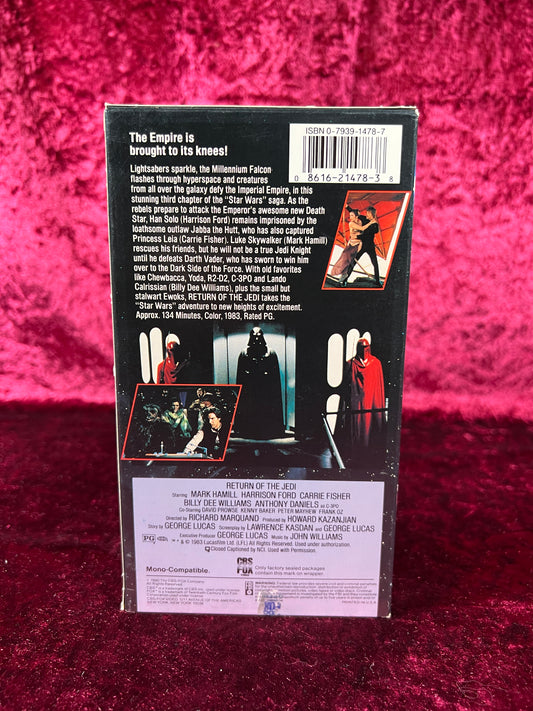 The Empire is
brought to its knees!
ISBN 0-7939-1478-7
0 86162-1478-3 8
Lightsabers sparkle, the Millennium Falcon
flashes through hyperspace and creatures
from all over the galaxy defy the Imperial Empire, in this
stunning third chapter of the "Star Wars" saga. As the
rebels prepare to attack the Emperor's awesome new Death
Star, Han Solo (Harrison Ford) remains imprisoned by the
loathsome outlaw Jabba the Hutt, who has also captured
Princess Leia (Carrie Fisher). Luke Skywalker (Mark Hamill)
rescues his friends, but he will not be a true Jedi Knight
until he defeats Darth Vader, who has sworn to win him
over to the Dark Side of the Force. With old favorites
like Chewbacca, Yoda, R2-D2, C-3PO and Lando
Calrissian (Billy Dee Williams), plus the small but
stalwart Ewoks, RETURN OF THE JEDI takes the
"Star Wars" adventure to new heights of excitement.
Approx. 134 Minutes, Color, 1983, Rated PG.
RETURN OF THE JEDI
Starring MARK HAMILL HARRISON FORD CARRIE FISHER
BILLY DEE WILLIAMS ANTHONY DANIELS as C-3PO
Co-Starring DAVID PROWSE KENNY BAKER PETER MAYHEW FRANK OZ
Directed by RICHARD MARQUAND Produced by HOWARD KAZANJIAN
Story by GEORGE LUCAS Screenplay by LAWRENCE KASDAN and GEORGE LUCAS
Executive Producer GEORGE LUCAS Music by JOHN WILLIAMS
PG ™ & © 1983 Lucasfilm Ltd. (LFL) All Rights Reserved. Used Under Authorization.
Closed Captioned by NCI. Used with Permission.
Mono-Compatible.
CBS
FOX
VIDEO
Only factory sealed packages
contain this mark on wrapper.
PRINTED IN U.S.A.